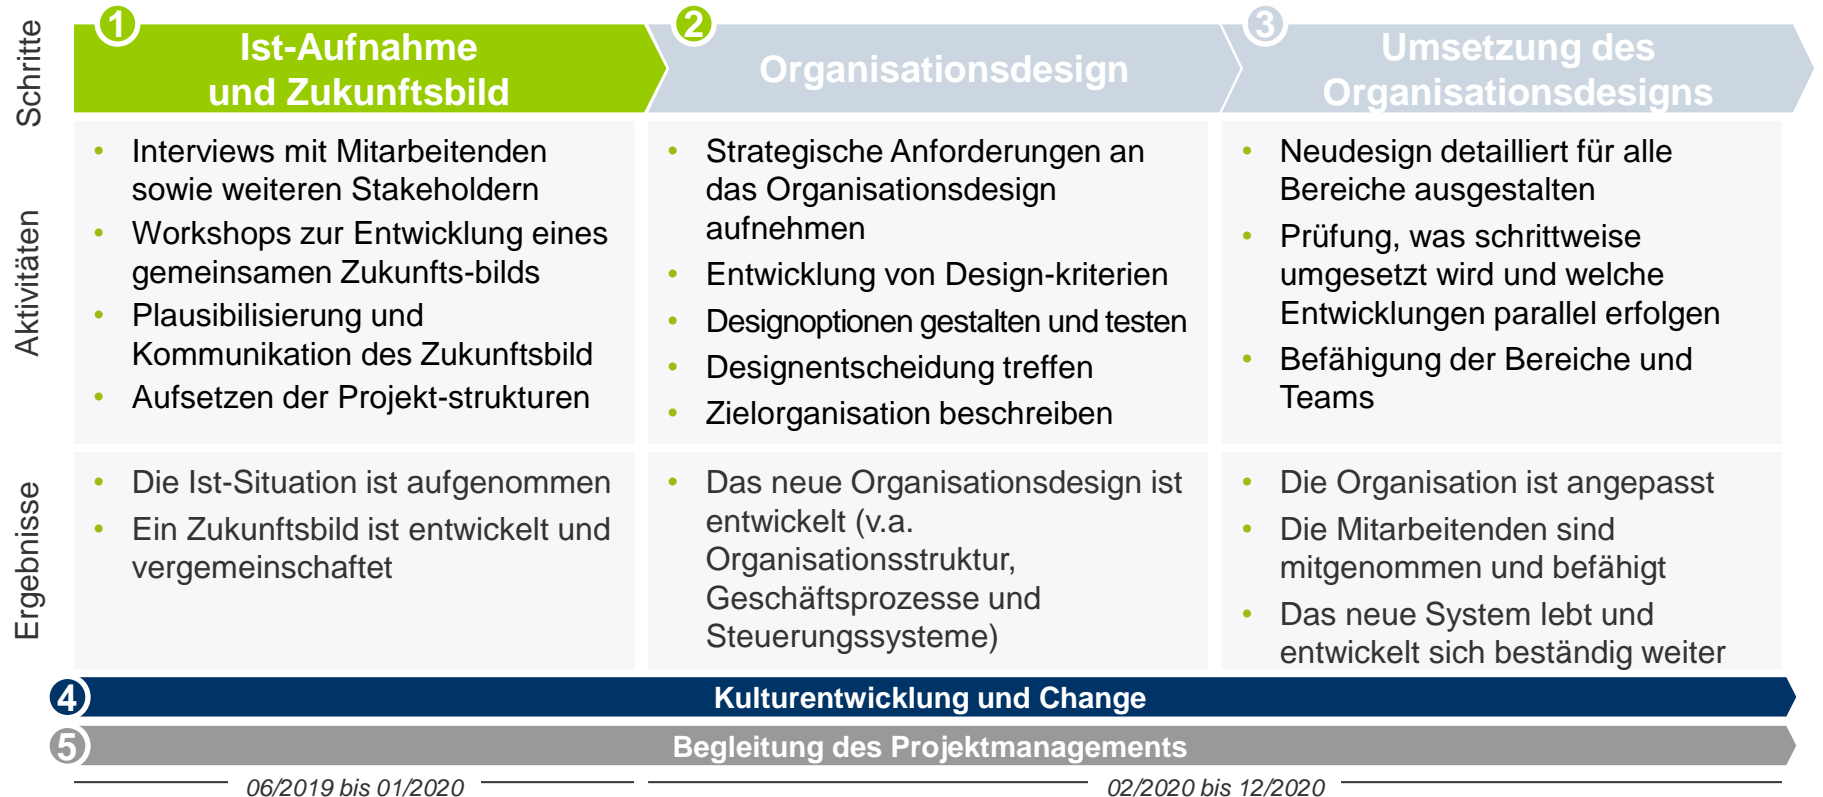 Schritte
1
Ist-Aufnahme
und Zukunftsbild
2
Organisationsdesign
3
Umsetzung des
Organisationsdesigns
Aktivitäten
• Interviews mit Mitarbeitenden
sowie weiteren Stakeholdern
• Workshops zur Entwicklung eines
gemeinsamen Zukunfts-bilds
• Plausibilisierung und
Kommunikation des Zukunftsbild
• Aufsetzen der Projekt-strukturen
• Strategische Anforderungen an
das Organisationsdesign
aufnehmen
• Entwicklung von Design-kriterien
• Designoptionen gestalten und testen
• Designentscheidung treffen
• Zielorganisation beschreiben
• Neudesign detailliert für alle
Bereiche ausgestalten
• Prüfung, was schrittweise
umgesetzt wird und welche
Entwicklungen parallel erfolgen
• Befähigung der Bereiche und
Teams
Ergebnisse
• Die Ist-Situation ist aufgenommen
• Ein Zukunftsbild ist entwickelt und
vergemeinschaftet
• Das neue Organisationsdesign ist
entwickelt (v.a.
Organisationsstruktur,
Geschäftsprozesse und
Steuerungssysteme)
• Die Organisation ist angepasst
• Die Mitarbeitenden sind
mitgenommen und befähigt
• Das neue System lebt und
entwickelt sich beständig weiter
4
Kulturentwicklung und Change
5
Begleitung des Projektmanagements
06/2019 bis 01/2020
02/2020 bis 12/2020